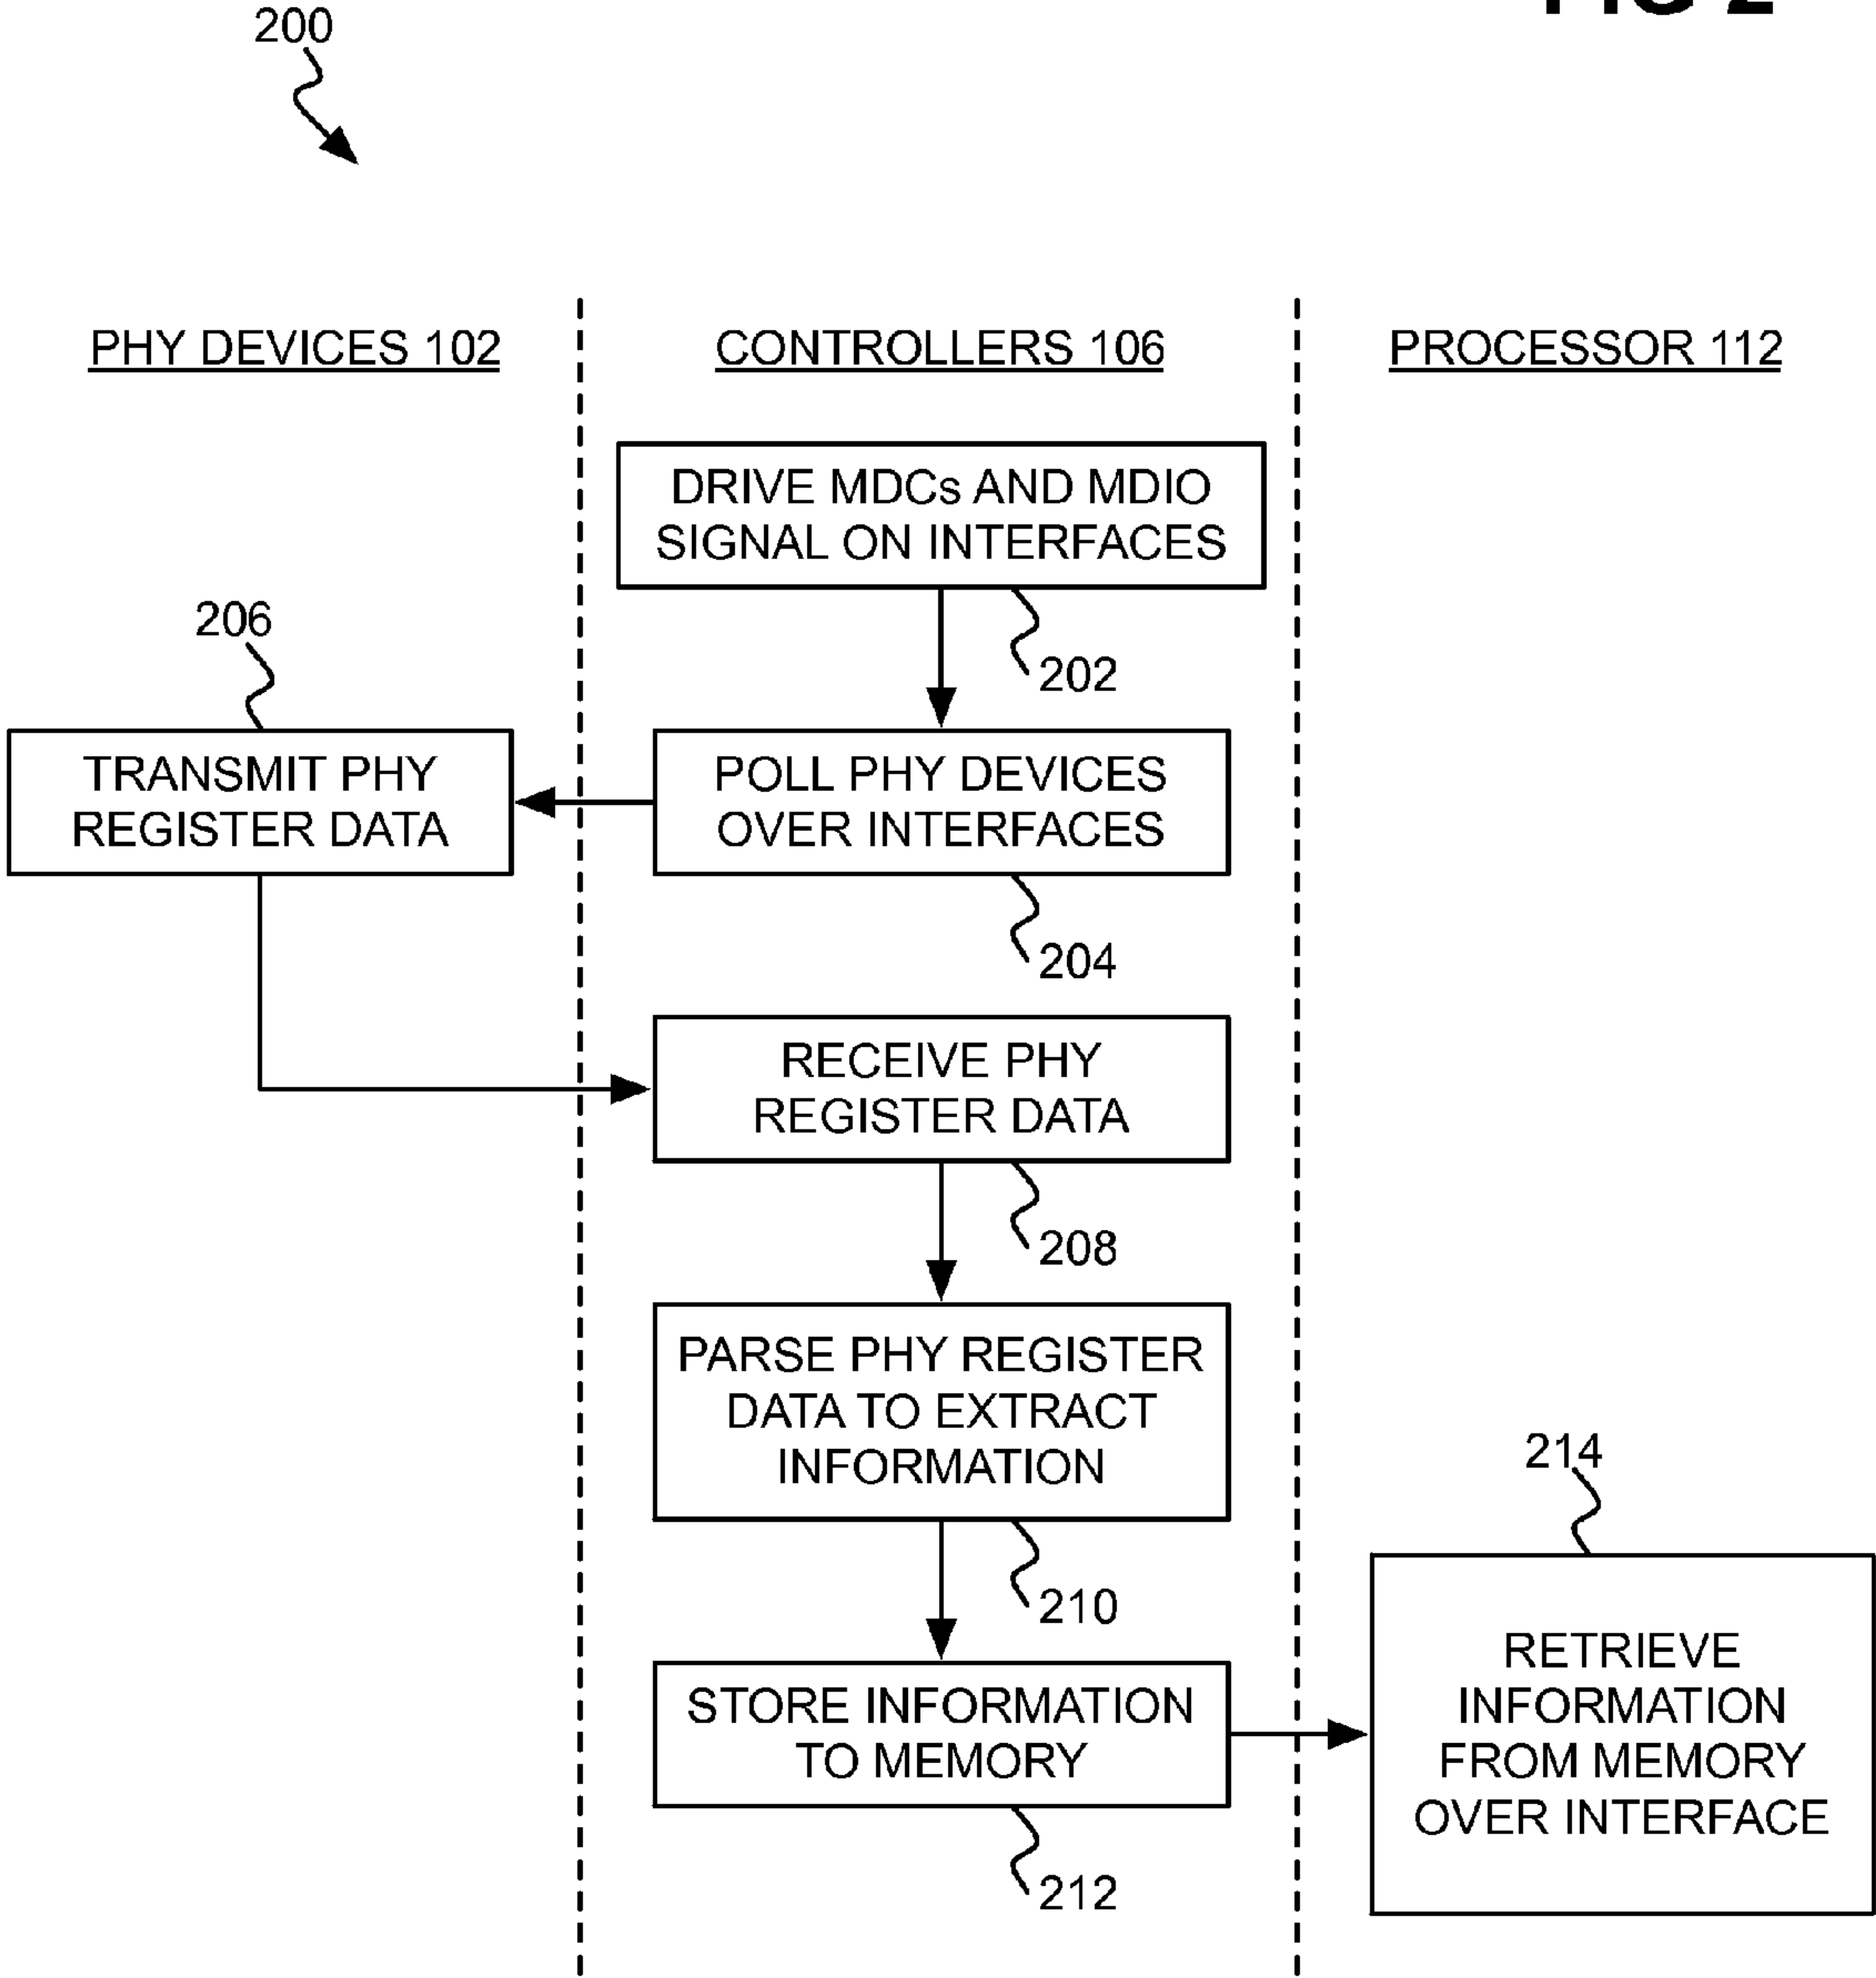 200
PHY DEVICES 102
CONTROLLERS 106
PROCESSOR 112
DRIVE MDCs AND MDIO
SIGNAL ON INTERFACES
202
206
TRANSMIT PHY
REGISTER DATA
POLL PHY DEVICES
OVER INTERFACES
204
RECEIVE PHY
REGISTER DATA
208
PARSE PHY REGISTER
DATA TO EXTRACT
INFORMATION
210
214
STORE INFORMATION
TO MEMORY
212
RETRIEVE
INFORMATION
FROM MEMORY
OVER INTERFACE